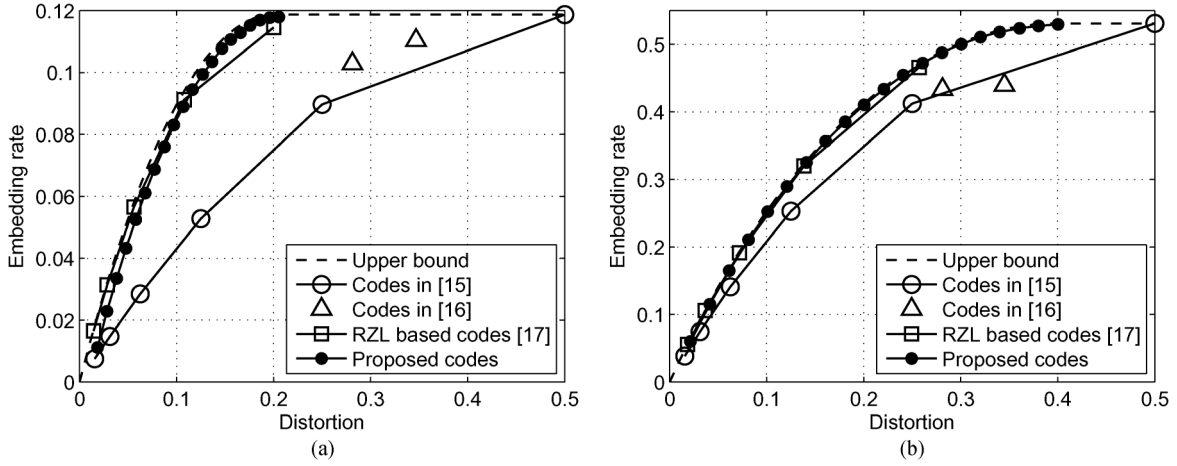 0.12
0.1
0.08
0.06
0.04
0.02
0
Embedding rate
0 0.1 0.2 0.3 0.4 0.5
Distortion
Upper bound
Codes in [15]
Codes in [16]
RZL based codes [17]
Proposed codes
(a)
0.5
0.4
0.3
0.2
0.1
0
Embedding rate
0 0.1 0.2 0.3 0.4 0.5
Distortion
Upper bound
Codes in [15]
Codes in [16]
RZL based codes [17]
Proposed codes
(b)